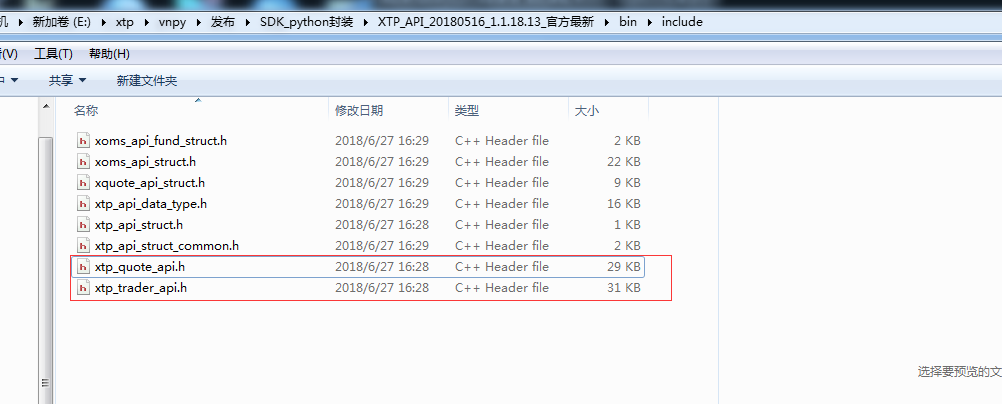 机 ▸ 新加卷 (E:) ▸ xtp ▸ vnpy ▸ 发布 ▸ SDK_python封装 ▸ XTP_API_20180516_1.1.18.13_官方最新 ▸ bin ▸ include
(V) 工具(T) 帮助(H)
中 共享 新建文件夹
名称 修改日期 类型 大小
xoms_api_fund_struct.h 2018/6/27 16:29 C++ Header file 2 KB
xoms_api_struct.h 2018/6/27 16:29 C++ Header file 22 KB
xquote_api_struct.h 2018/6/27 16:29 C++ Header file 9 KB
xtp_api_data_type.h 2018/6/27 16:29 C++ Header file 16 KB
xtp_api_struct.h 2018/6/27 16:28 C++ Header file 1 KB
xtp_api_struct_common.h 2018/6/27 16:29 C++ Header file 2 KB
xtp_quote_api.h 2018/6/27 16:28 C++ Header file 29 KB
xtp_trader_api.h 2018/6/27 16:28 C++ Header file 31 KB
选择要预览的文